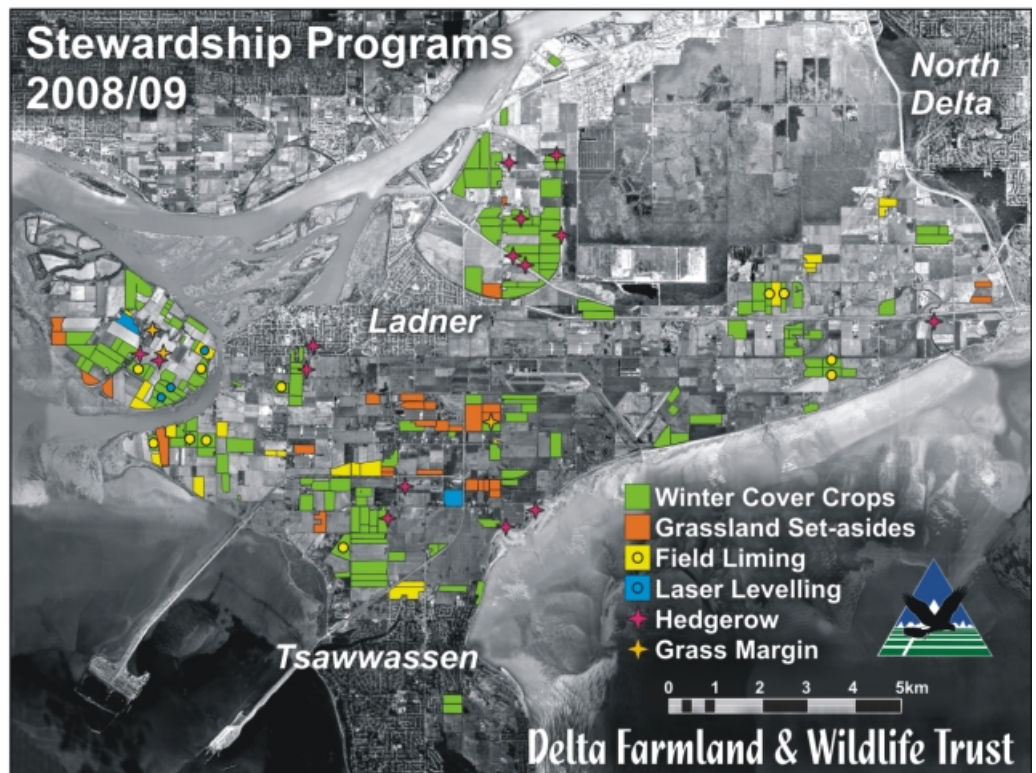 Stewardship Programs
2008/09
North
Delta
Ladner
Winter Cover Crops
Grassland Set-asides
Field Liming
Laser Levelling
Hedgerow
Grass Margin
Tsawwassen
0 1 2 3 4 5km
Delta Farmland & Wildlife Trust